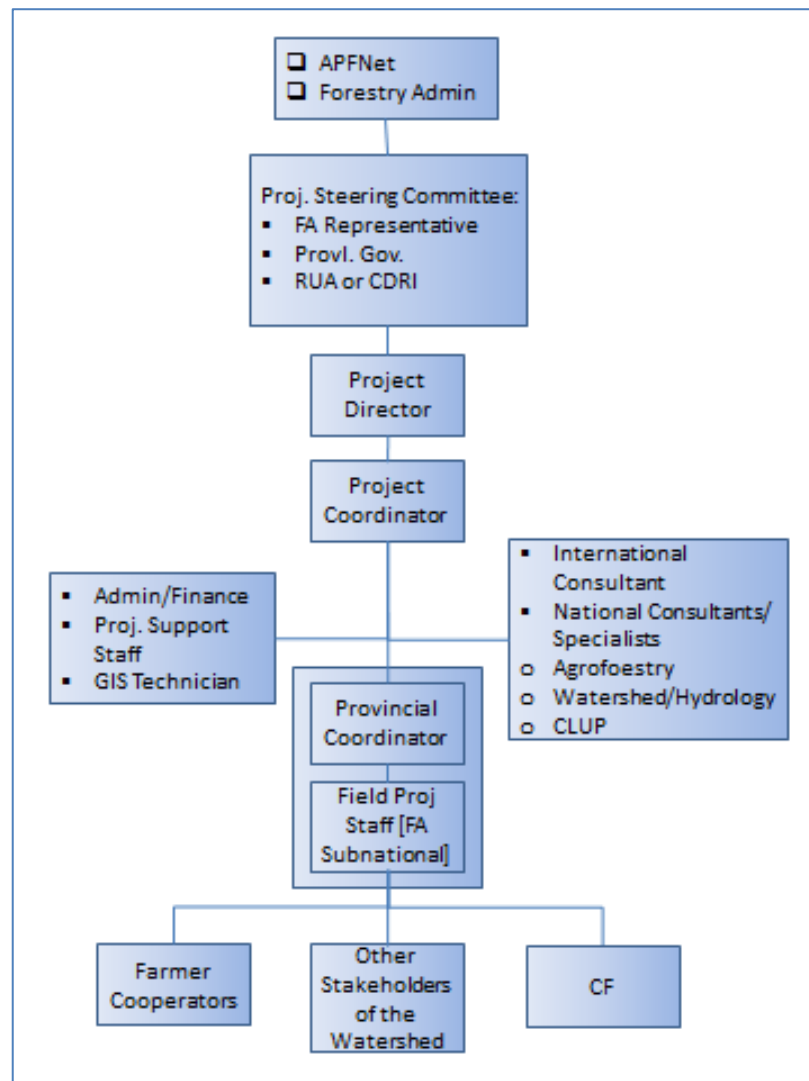 ❑ APFNet
❑ Forestry Admin
Proj. Steering Committee:
▪ FA Representative
▪ Provl. Gov.
▪ RUA or CDRI
Project
Director
Project
Coordinator
▪ Admin/Finance
▪ Proj. Support
Staff
▪ GIS Technician
▪ International
Consultant
▪ National Consultants/
Specialists
o Agrofoestry
o Watershed/Hydrology
o CLUP
Provincial
Coordinator
Field Proj
Staff [FA
Subnational]
Farmer
Cooperators
Other
Stakeholders
of the
Watershed
CF